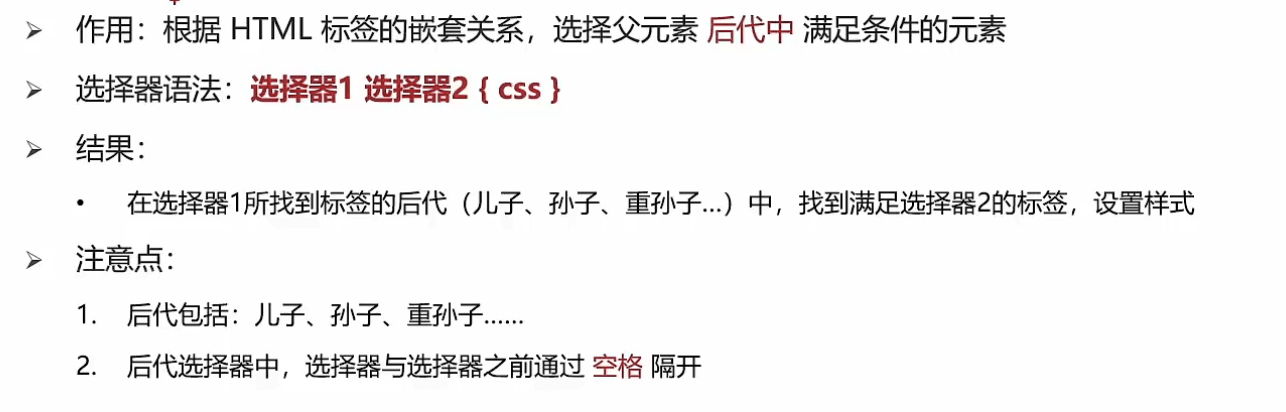 ➢ 作用：根据 HTML 标签的嵌套关系，选择父元素 后代中 满足条件的元素
➢ 选择器语法：选择器1 选择器2 { css }
➢ 结果：
• 在选择器1所找到标签的后代（儿子、孙子、重孙子…）中，找到满足选择器2的标签，设置样式
➢ 注意点：
1. 后代包括：儿子、孙子、重孙子……
2. 后代选择器中，选择器与选择器之前通过 空格 隔开